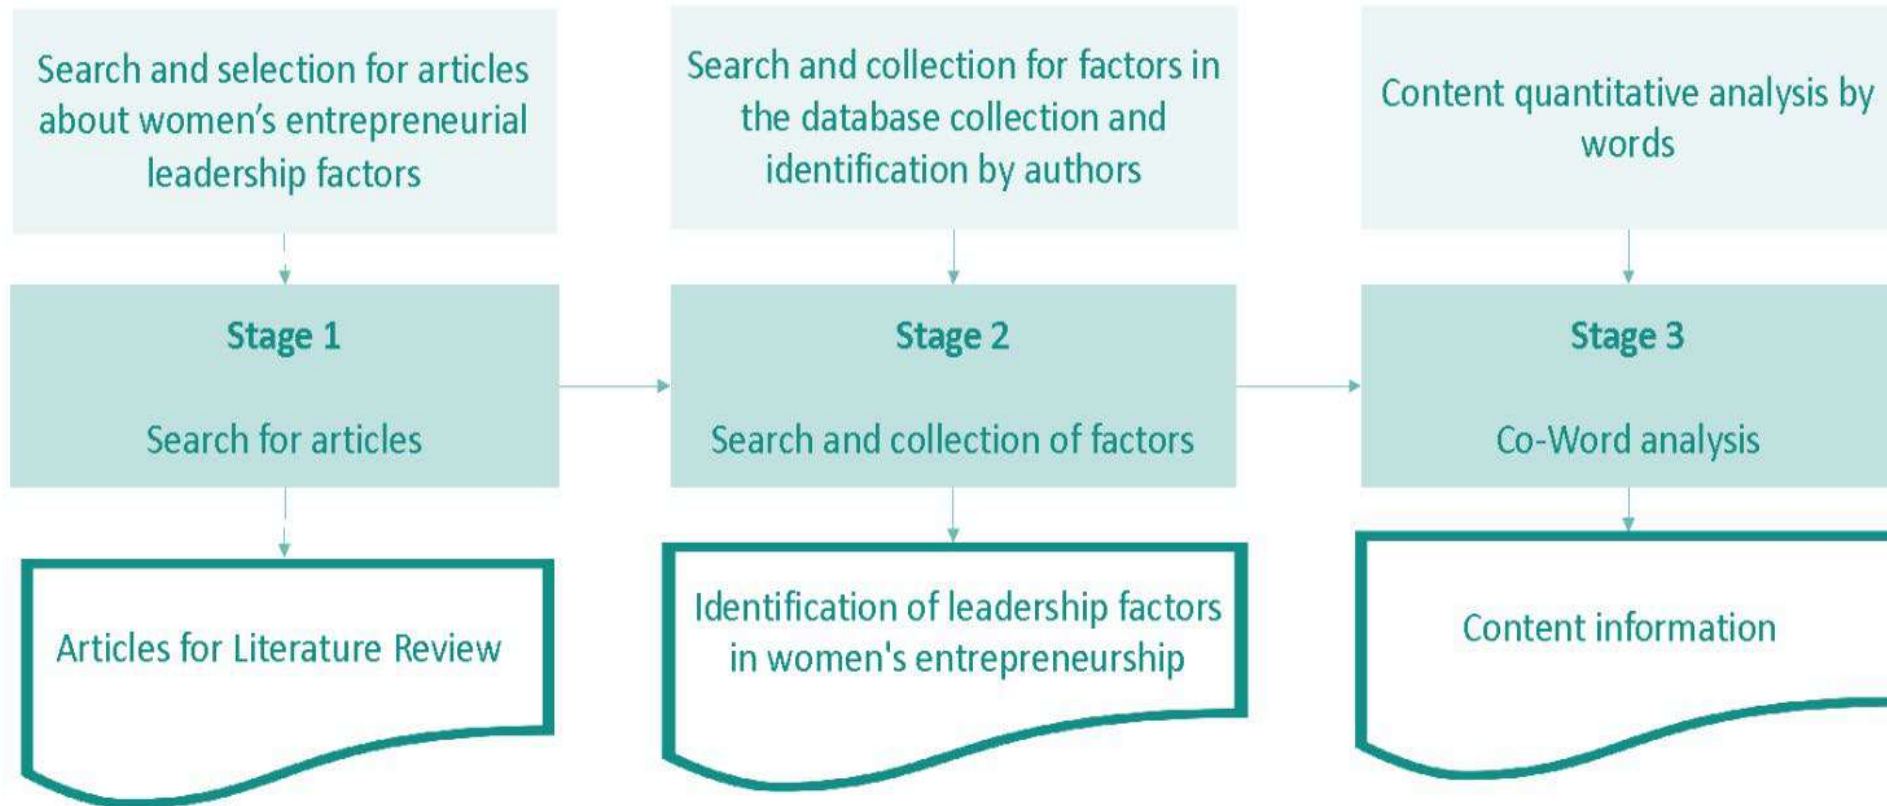 Search and selection for articles
about women’s entrepreneurial
leadership factors
Search and collection for factors in
the database collection and
identification by authors
Content quantitative analysis by
words
Stage 1
Search for articles
Stage 2
Search and collection of factors
Stage 3
Co-Word analysis
Articles for Literature Review
Identification of leadership factors
in women's entrepreneurship
Content information